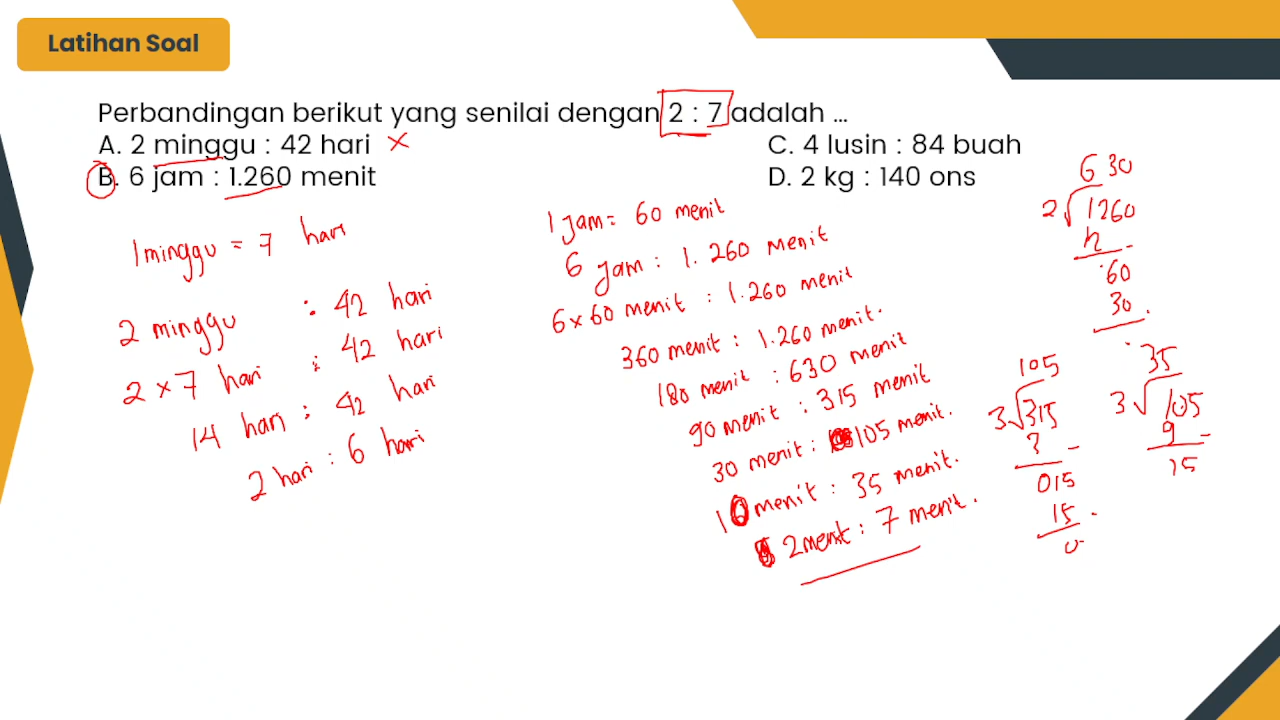 Latihan Soal
Perbandingan berikut yang senilai dengan 2 : 7 adalah ...
A. 2 minggu : 42 hari ×
B. 6 jam : 1.260 menit
C. 4 lusin : 84 buah
D. 2 kg : 140 ons
1 minggu = 7 hari
2 minggu : 42 hari
2 × 7 hari : 42 hari
14 hari : 42 hari
2 hari : 6 hari
1 jam = 60 menit
6 jam : 1.260 menit
6 × 60 menit : 1.260 menit
360 menit : 1.260 menit.
180 menit : 630 menit
90 menit : 315 menit
30 menit : 105 menit.
10 menit : 35 menit.
2 menit : 7 menit.
630
2√1260
12 -
60
30
105
3√315
3 -
015
15
0
35
3√105
9 -
15